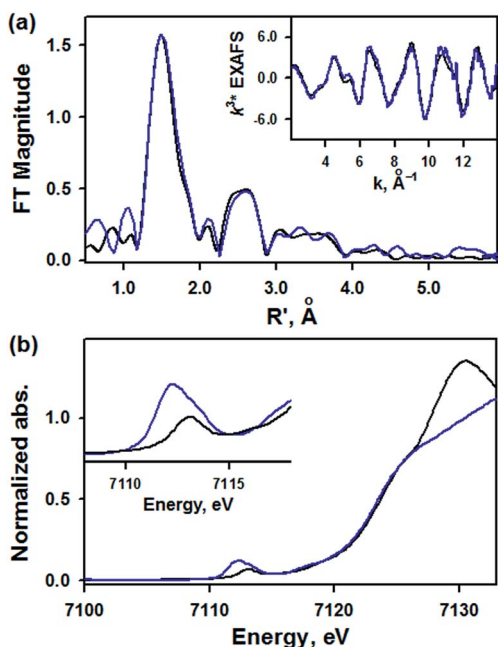 (a)
1.5
1.0
0.5
0.0
FT Magnitude
6.0
0.0
-6.0
k³* EXAFS
4 6 8 10 12
k, Å⁻¹
1.0 2.0 3.0 4.0 5.0
R', Å
(b)
1.0
0.5
0.0
Normalized abs.
7110 7115
Energy, eV
7100 7110 7120 7130
Energy, eV